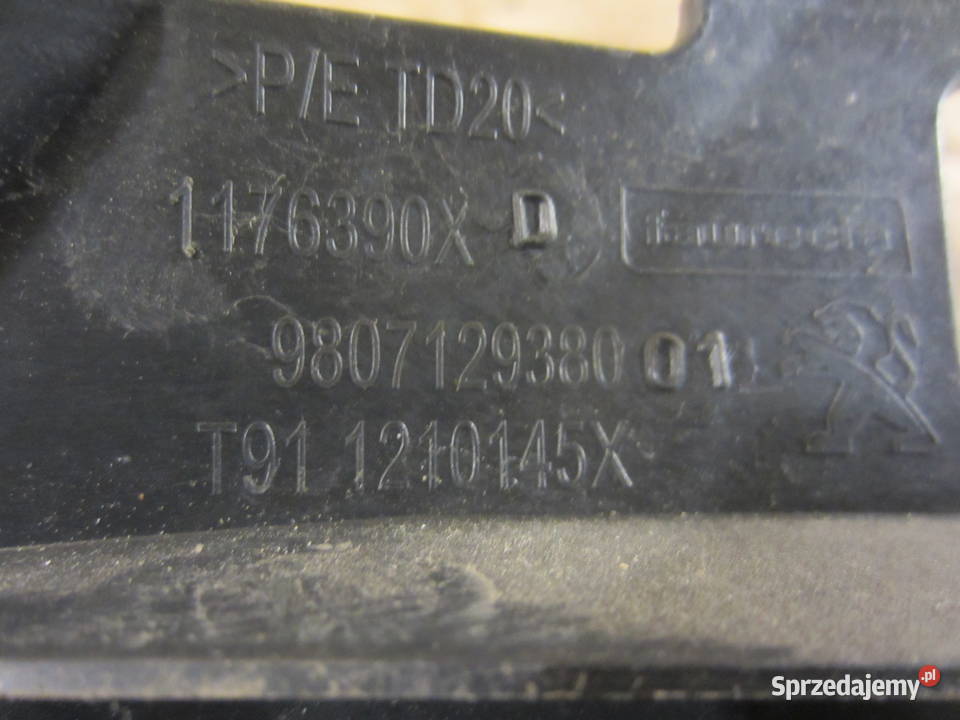 >P/E TD20<
1176390X D faurecia
9807129380 01
T91 1210145X
Sprzedajemy.pl